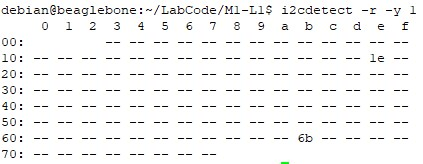 debian@beaglebone:~/LabCode/M1-L1$ i2cdetect -r -y 1
     0  1  2  3  4  5  6  7  8  9  a  b  c  d  e  f
00:          -- -- -- -- -- -- -- -- -- -- -- -- --
10: -- -- -- -- -- -- -- -- -- -- -- -- -- -- 1e --
20: -- -- -- -- -- -- -- -- -- -- -- -- -- -- -- --
30: -- -- -- -- -- -- -- -- -- -- -- -- -- -- -- --
40: -- -- -- -- -- -- -- -- -- -- -- -- -- -- -- --
50: -- -- -- -- -- -- -- -- -- -- -- -- -- -- -- --
60: -- -- -- -- -- -- -- -- -- -- -- 6b -- -- -- --
70: -- -- -- -- -- -- -- --